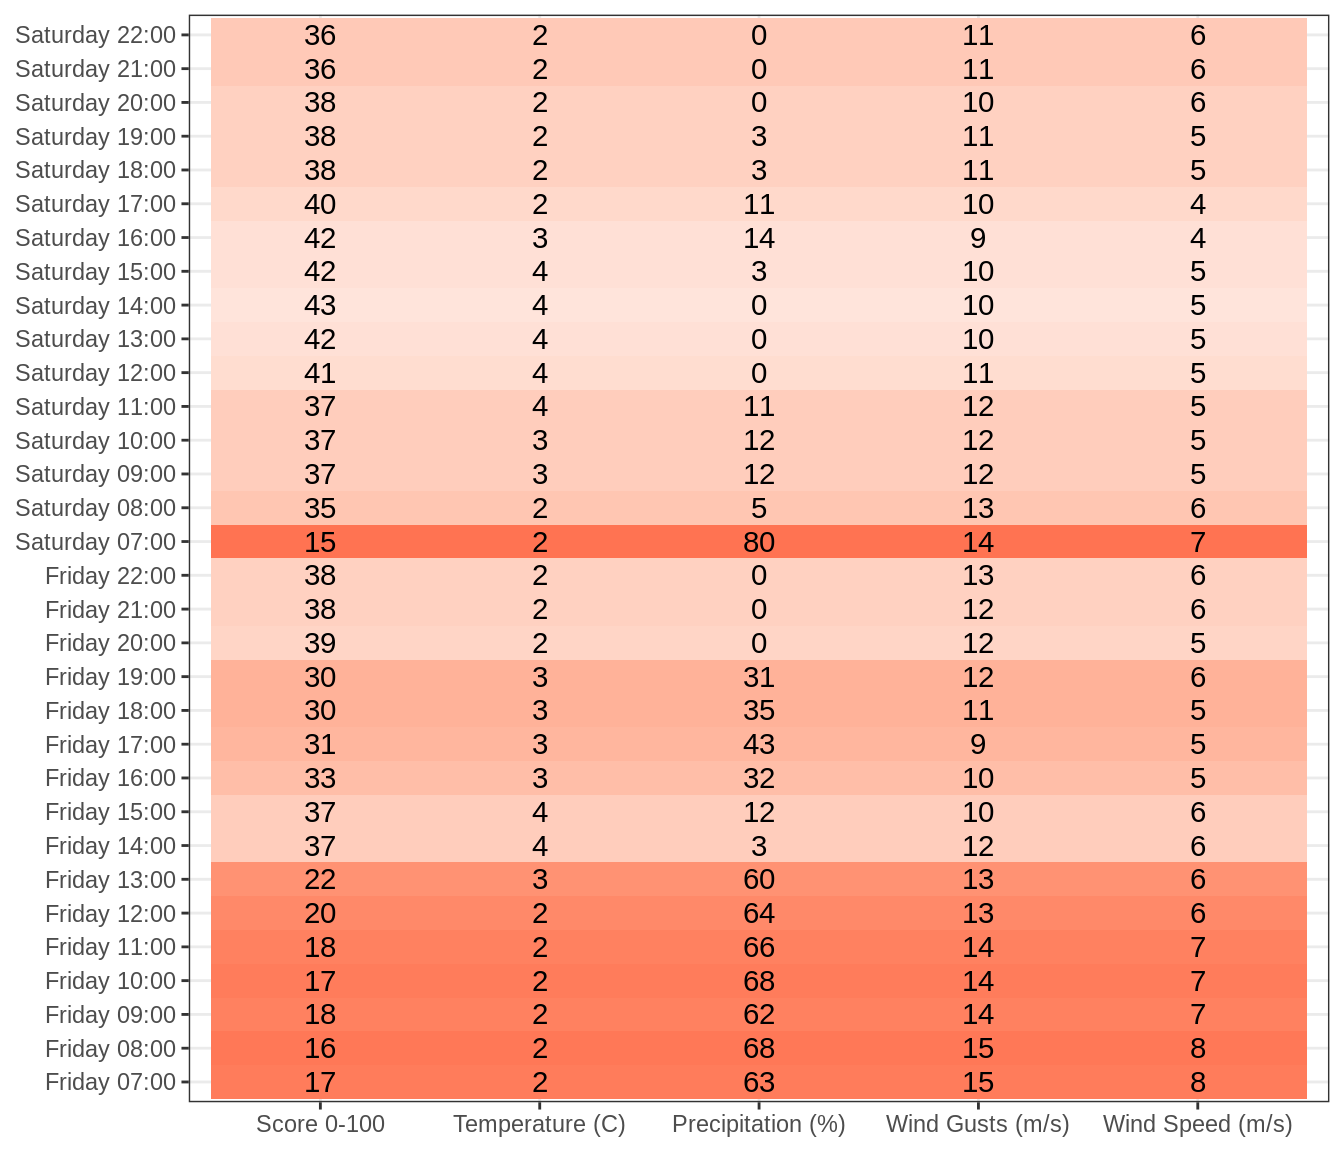 Saturday 22:00 36 2 0 11 6
Saturday 21:00 36 2 0 11 6
Saturday 20:00 38 2 0 10 6
Saturday 19:00 38 2 3 11 5
Saturday 18:00 38 2 3 11 5
Saturday 17:00 40 2 11 10 4
Saturday 16:00 42 3 14 9 4
Saturday 15:00 42 4 3 10 5
Saturday 14:00 43 4 0 10 5
Saturday 13:00 42 4 0 10 5
Saturday 12:00 41 4 0 11 5
Saturday 11:00 37 4 11 12 5
Saturday 10:00 37 3 12 12 5
Saturday 09:00 37 3 12 12 5
Saturday 08:00 35 2 5 13 6
Saturday 07:00 15 2 80 14 7
Friday 22:00 38 2 0 13 6
Friday 21:00 38 2 0 12 6
Friday 20:00 39 2 0 12 5
Friday 19:00 30 3 31 12 6
Friday 18:00 30 3 35 11 5
Friday 17:00 31 3 43 9 5
Friday 16:00 33 3 32 10 5
Friday 15:00 37 4 12 10 6
Friday 14:00 37 4 3 12 6
Friday 13:00 22 3 60 13 6
Friday 12:00 20 2 64 13 6
Friday 11:00 18 2 66 14 7
Friday 10:00 17 2 68 14 7
Friday 09:00 18 2 62 14 7
Friday 08:00 16 2 68 15 8
Friday 07:00 17 2 63 15 8
Score 0-100 Temperature (C) Precipitation (%) Wind Gusts (m/s) Wind Speed (m/s)